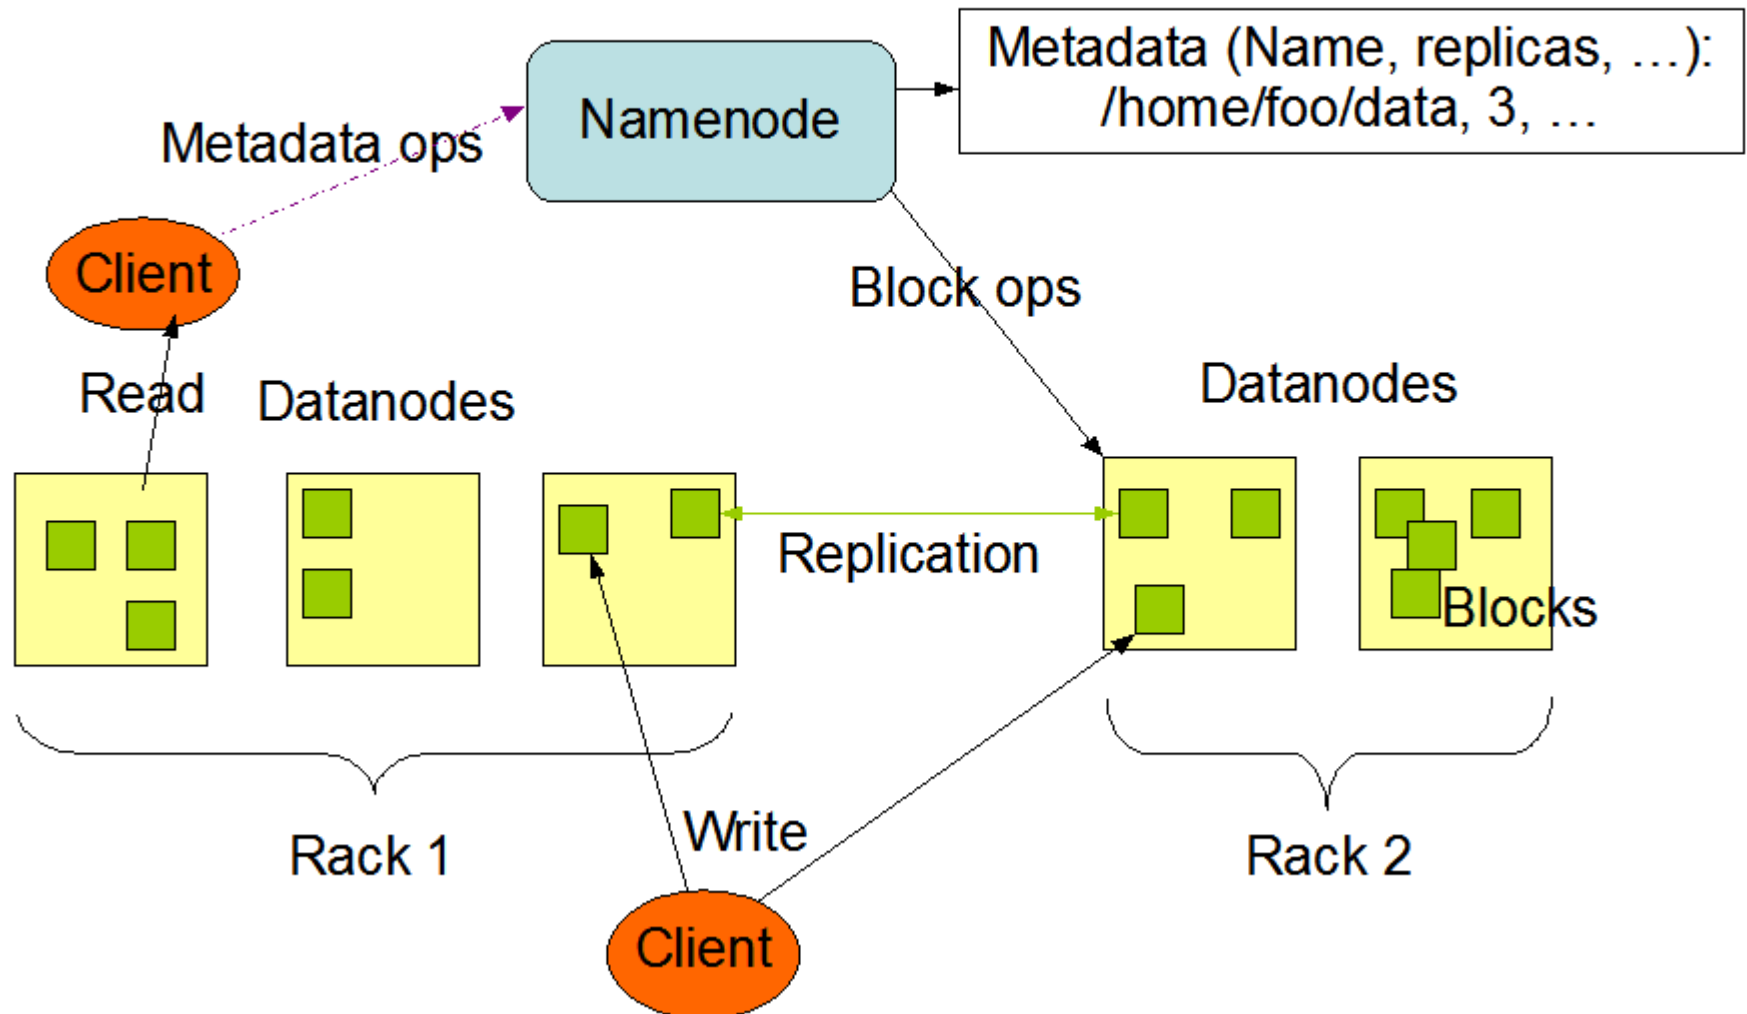 Metadata (Name, replicas, …):
/home/foo/data, 3, …
Namenode
Metadata ops
Client
Block ops
Read
Datanodes
Datanodes
Replication
Blocks
Rack 1
Write
Rack 2
Client